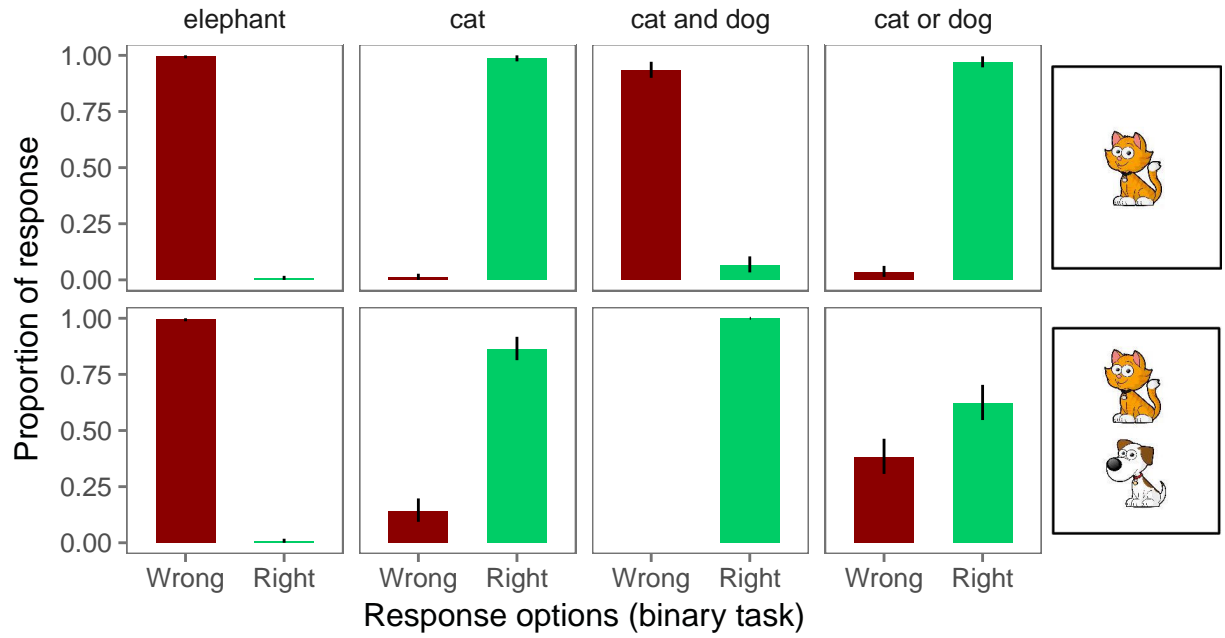 elephant cat cat and dog cat or dog
Proportion of response
1.00
0.75
0.50
0.25
0.00
1.00
0.75
0.50
0.25
0.00
Wrong Right Wrong Right Wrong Right Wrong Right
Response options (binary task)